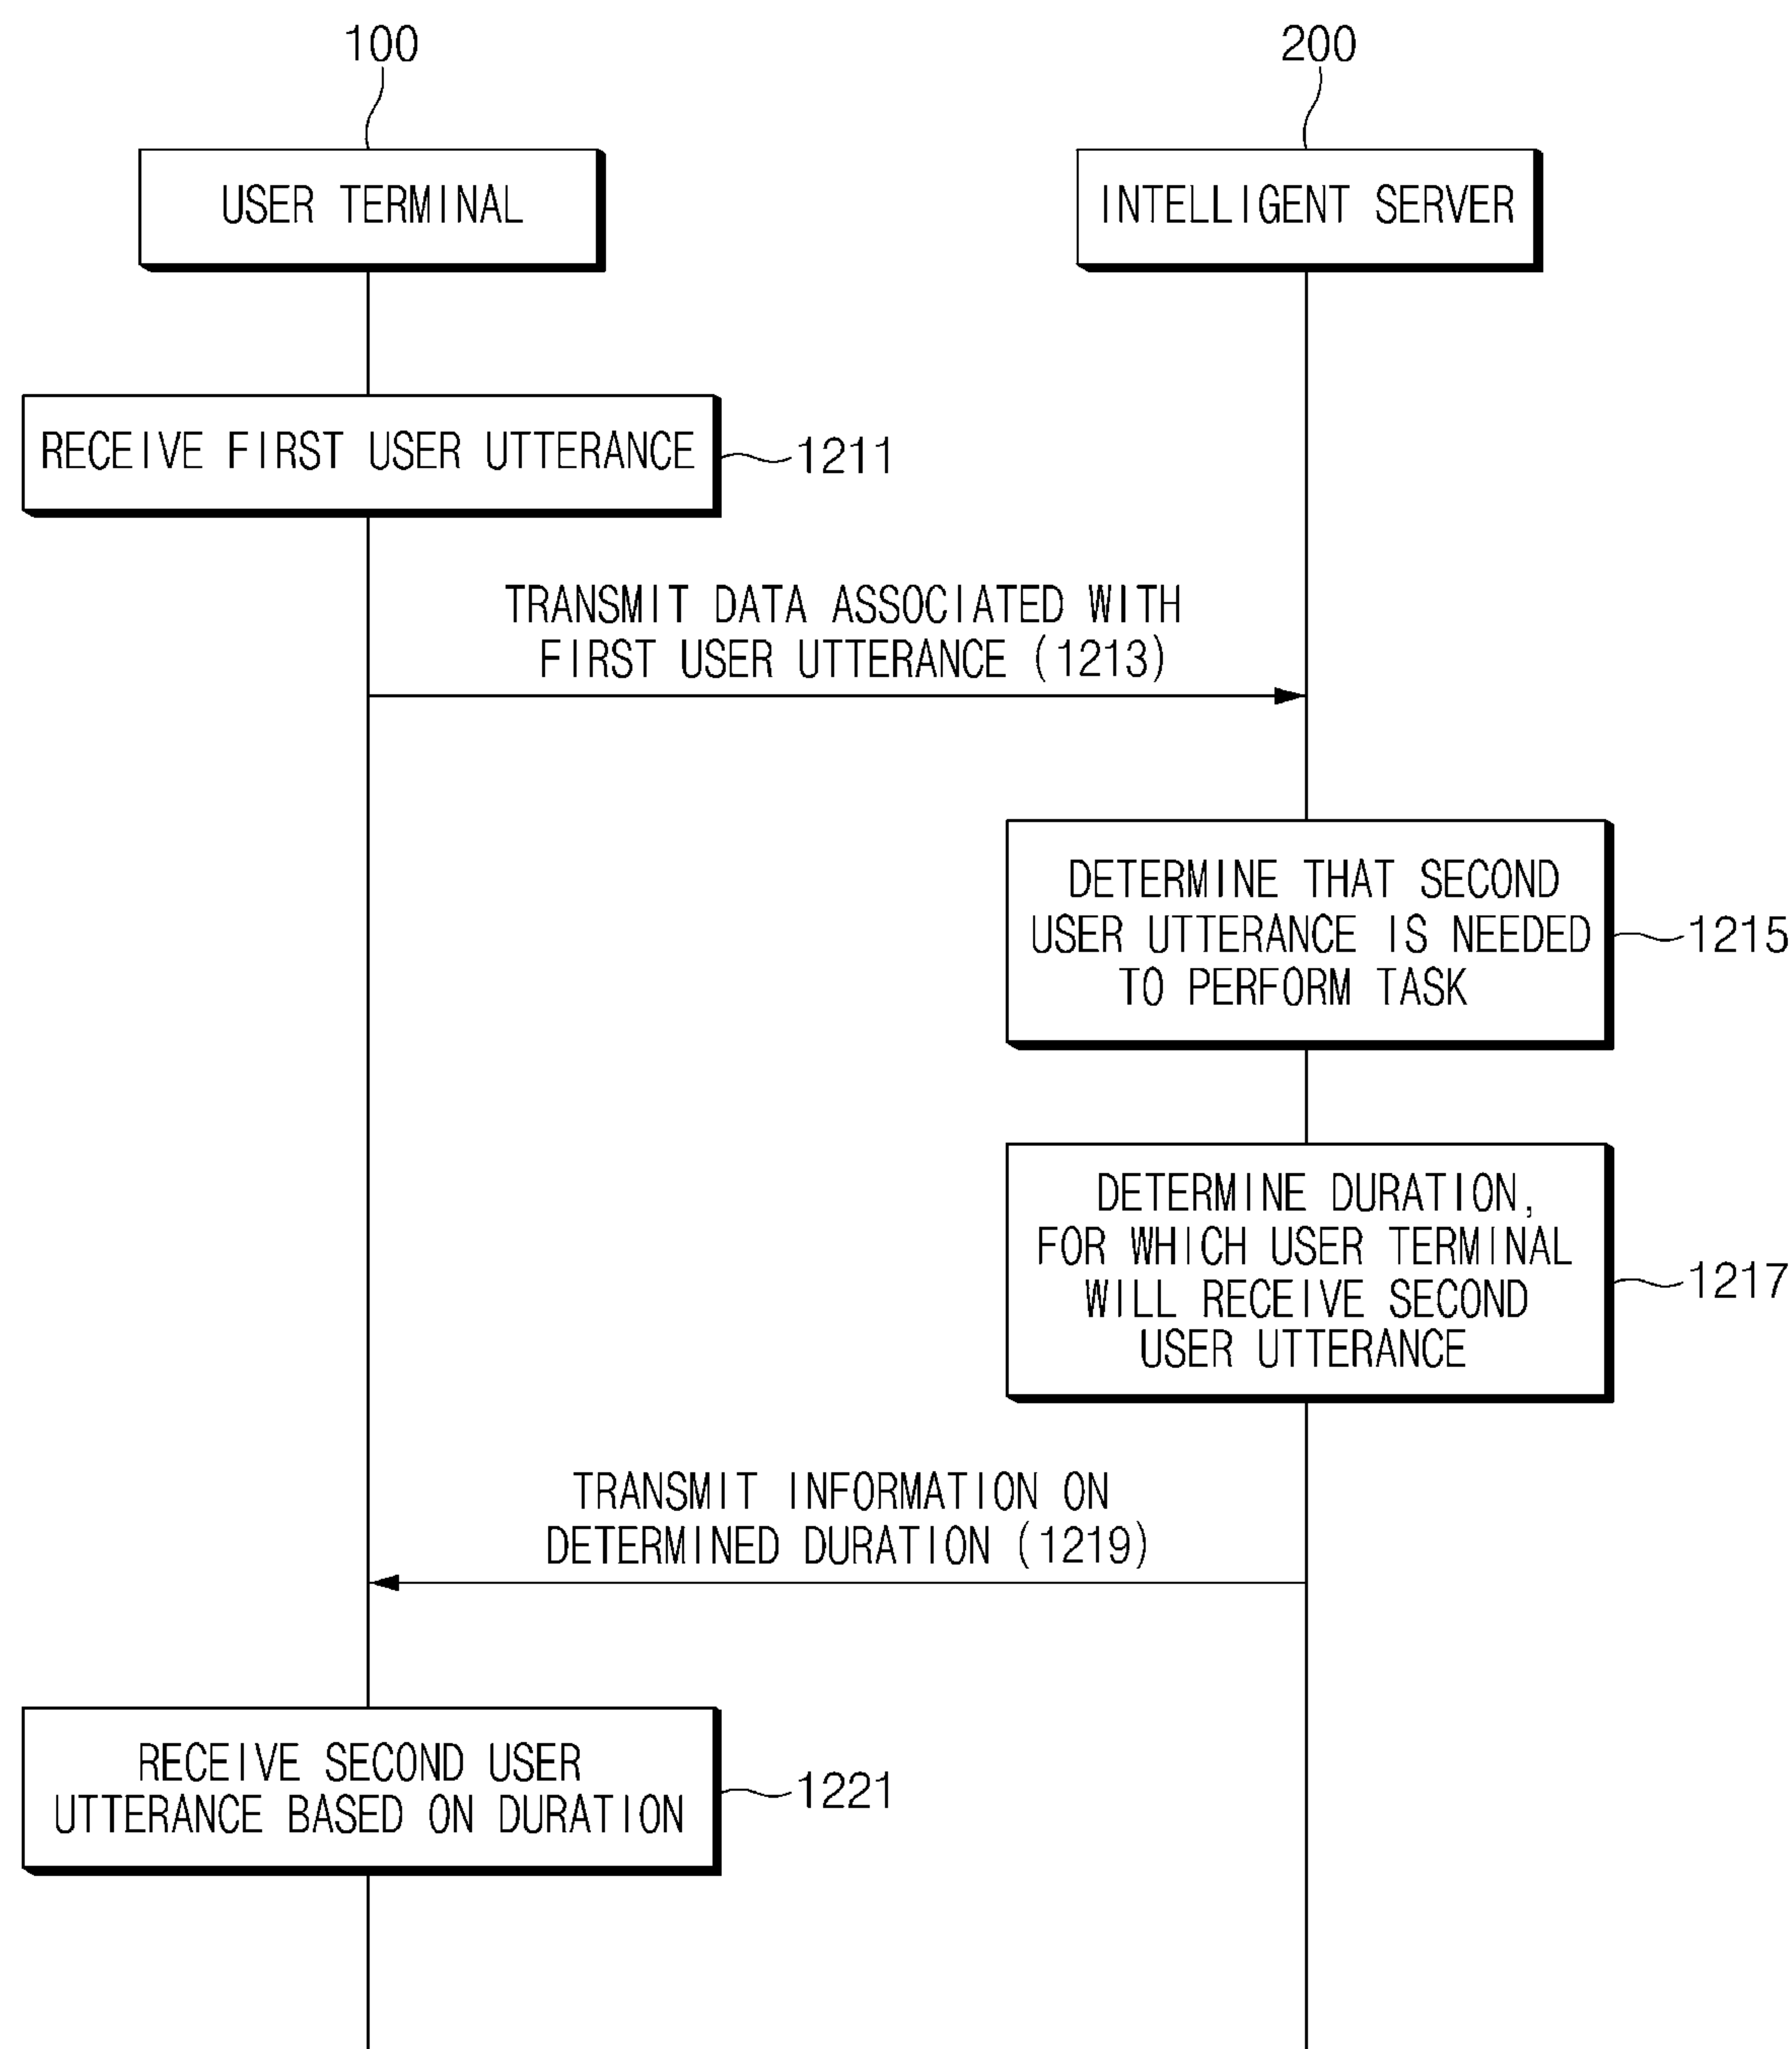 100
200
USER TERMINAL
INTELLIGENT SERVER
RECEIVE FIRST USER UTTERANCE
1211
TRANSMIT DATA ASSOCIATED WITH
FIRST USER UTTERANCE (1213)
DETERMINE THAT SECOND
USER UTTERANCE IS NEEDED
TO PERFORM TASK
1215
DETERMINE DURATION,
FOR WHICH USER TERMINAL
WILL RECEIVE SECOND
USER UTTERANCE
1217
TRANSMIT INFORMATION ON
DETERMINED DURATION (1219)
RECEIVE SECOND USER
UTTERANCE BASED ON DURATION
1221